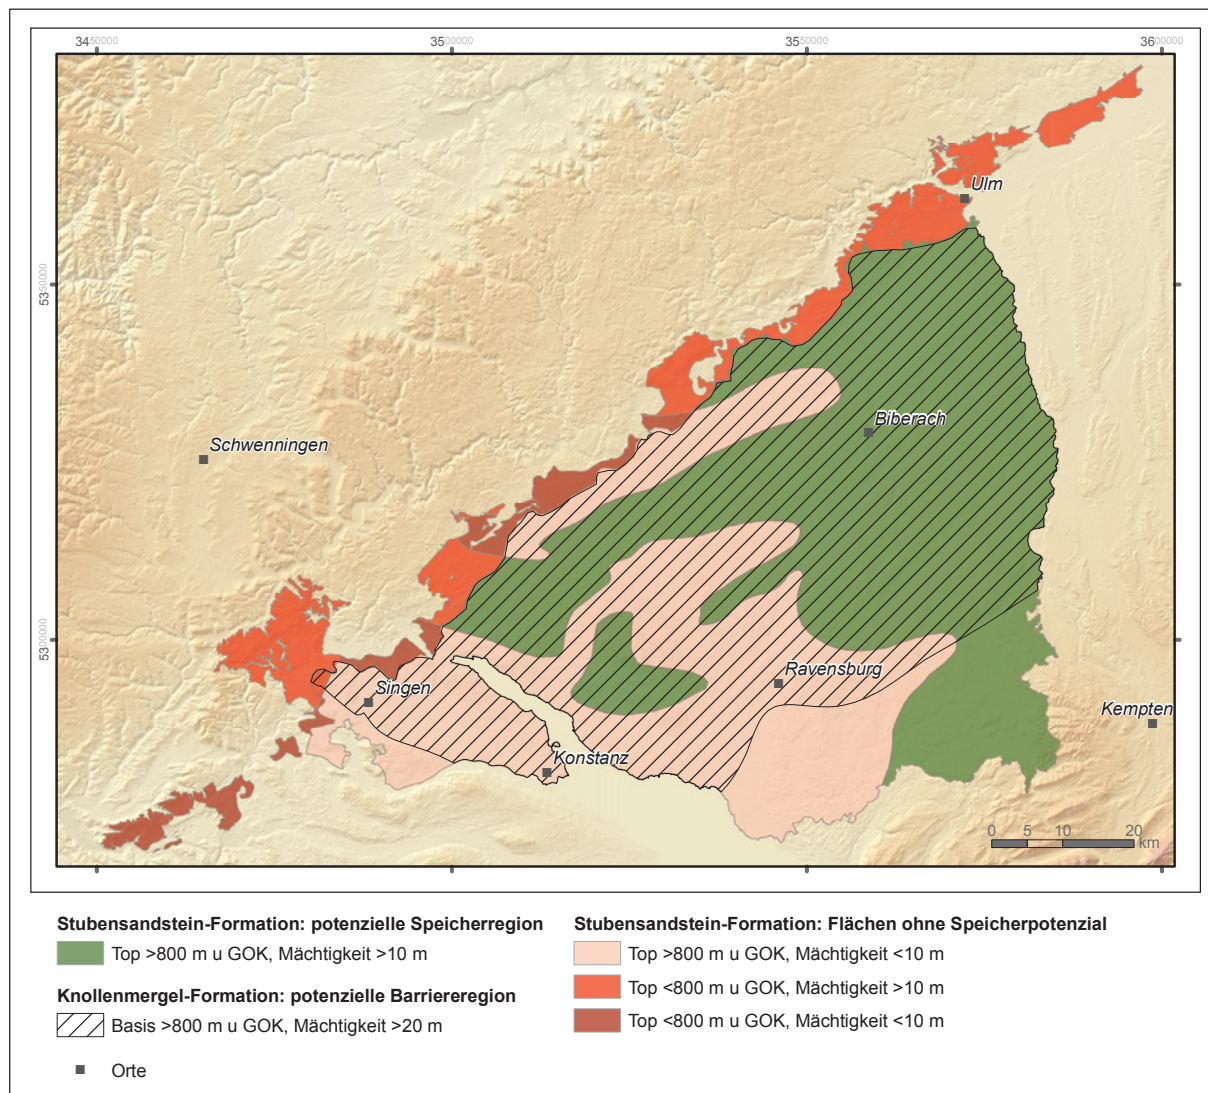 3450000
3500000
3550000
3600000
5350000
5300000
Ulm
Biberach
Schwenningen
Ravensburg
Singen
Kempten
Konstanz
0 5 10 20
km
Stubensandstein-Formation: potenzielle Speicherregion
Top >800 m u GOK, Mächtigkeit >10 m
Knollenmergel-Formation: potenzielle Barriereregion
Basis >800 m u GOK, Mächtigkeit >20 m
Orte
Stubensandstein-Formation: Flächen ohne Speicherpotenzial
Top >800 m u GOK, Mächtigkeit <10 m
Top <800 m u GOK, Mächtigkeit >10 m
Top <800 m u GOK, Mächtigkeit <10 m